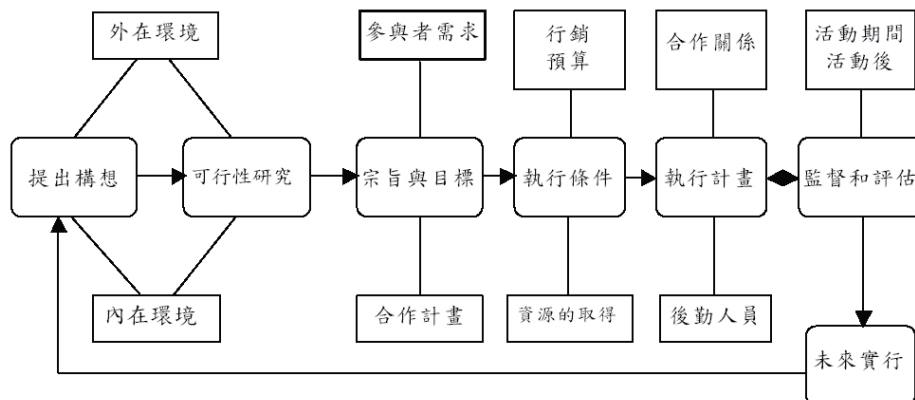 外在環境
參與者需求
行銷
預算
合作關係
活動期間
活動後
提出構想
可行性研究
宗旨與目標
執行條件
執行計畫
監督和評估
內在環境
合作計畫
資源的取得
後勤人員
未來實行